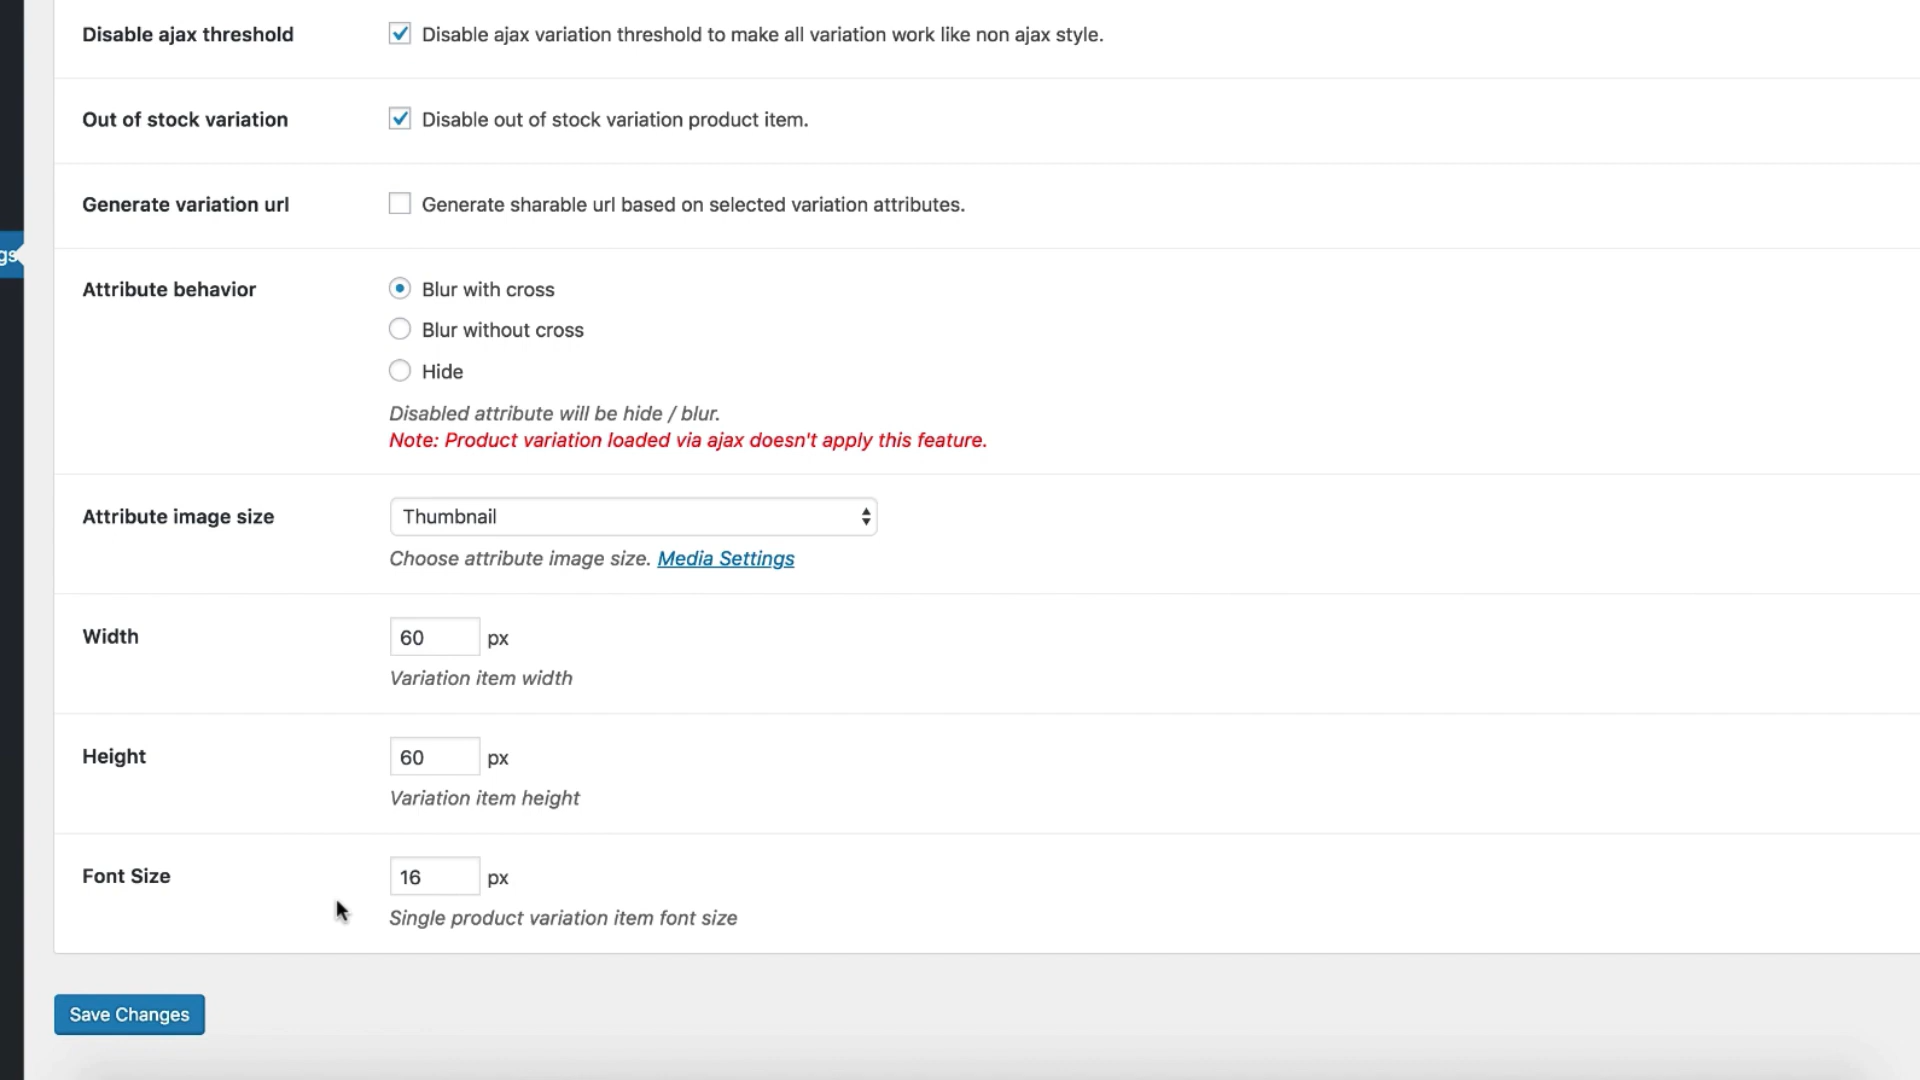 Disable ajax threshold
Disable ajax variation threshold to make all variation work like non ajax style.
Out of stock variation
Disable out of stock variation product item.
Generate variation url
Generate sharable url based on selected variation attributes.
gs
Attribute behavior
Blur with cross
Blur without cross
Hide
Disabled attribute will be hide / blur.
Note: Product variation loaded via ajax doesn't apply this feature.
Attribute image size
Thumbnail
Choose attribute image size. Media Settings
Width
60 px
Variation item width
Height
60 px
Variation item height
Font Size
16 px
Single product variation item font size
Save Changes